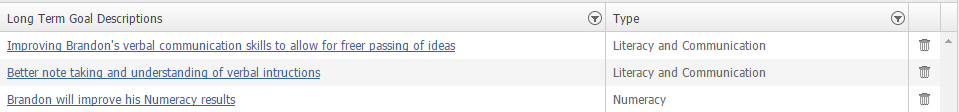 Long Term Goal Descriptions Type
Improving Brandon's verbal communication skills to allow for freer passing of ideas Literacy and Communication
Better note taking and understanding of verbal intructions Literacy and Communication
Brandon will improve his Numeracy results Numeracy